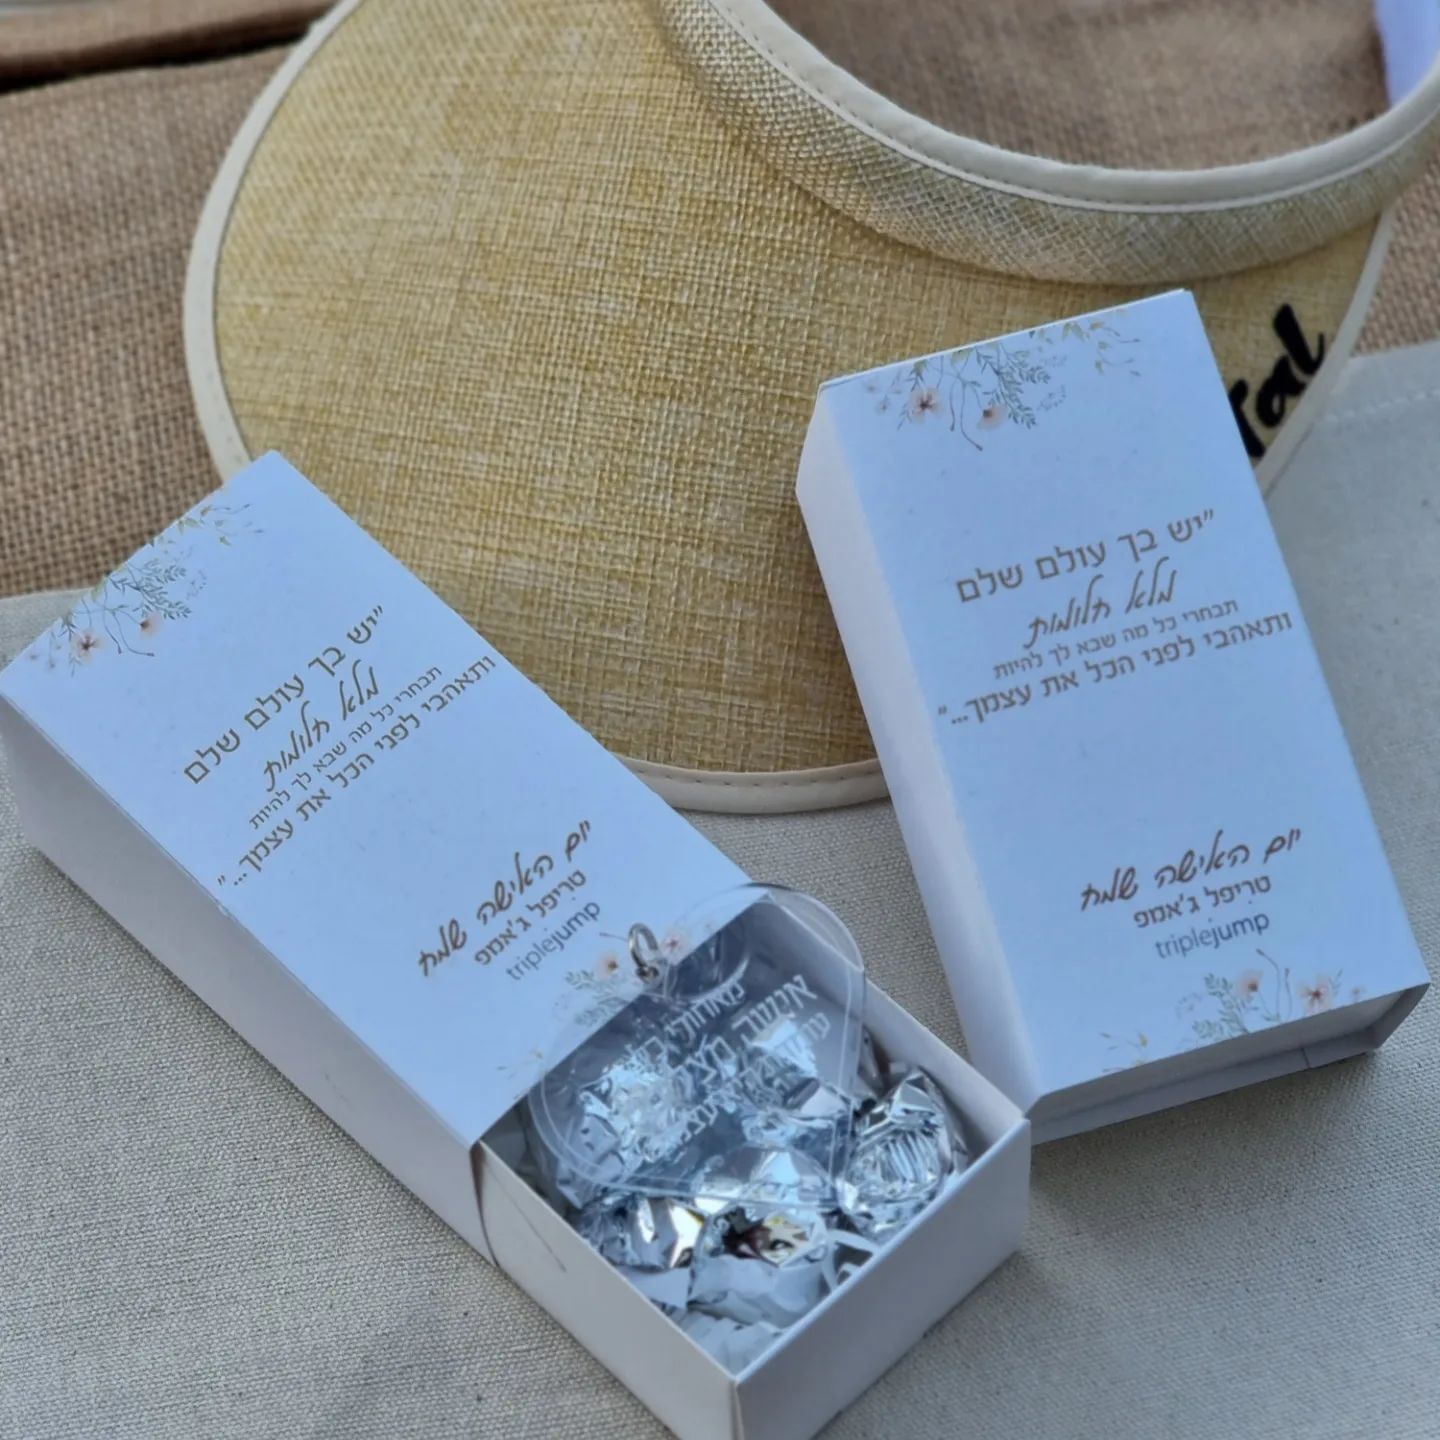 "יש בך עולם שלם
מלא חלומות
תבחרי כל מה שבא לך להיות
ותאהבי לפני הכל את עצמך..."
יום האישה שמח
טריפל ג'אמפ
triplejump
"יש בך עולם שלם
מלא חלומות
תבחרי כל מה שבא לך להיות
ותאהבי לפני הכל את עצמך..."
יום האישה שמח
טריפל ג'אמפ
triplejump
מאחורי